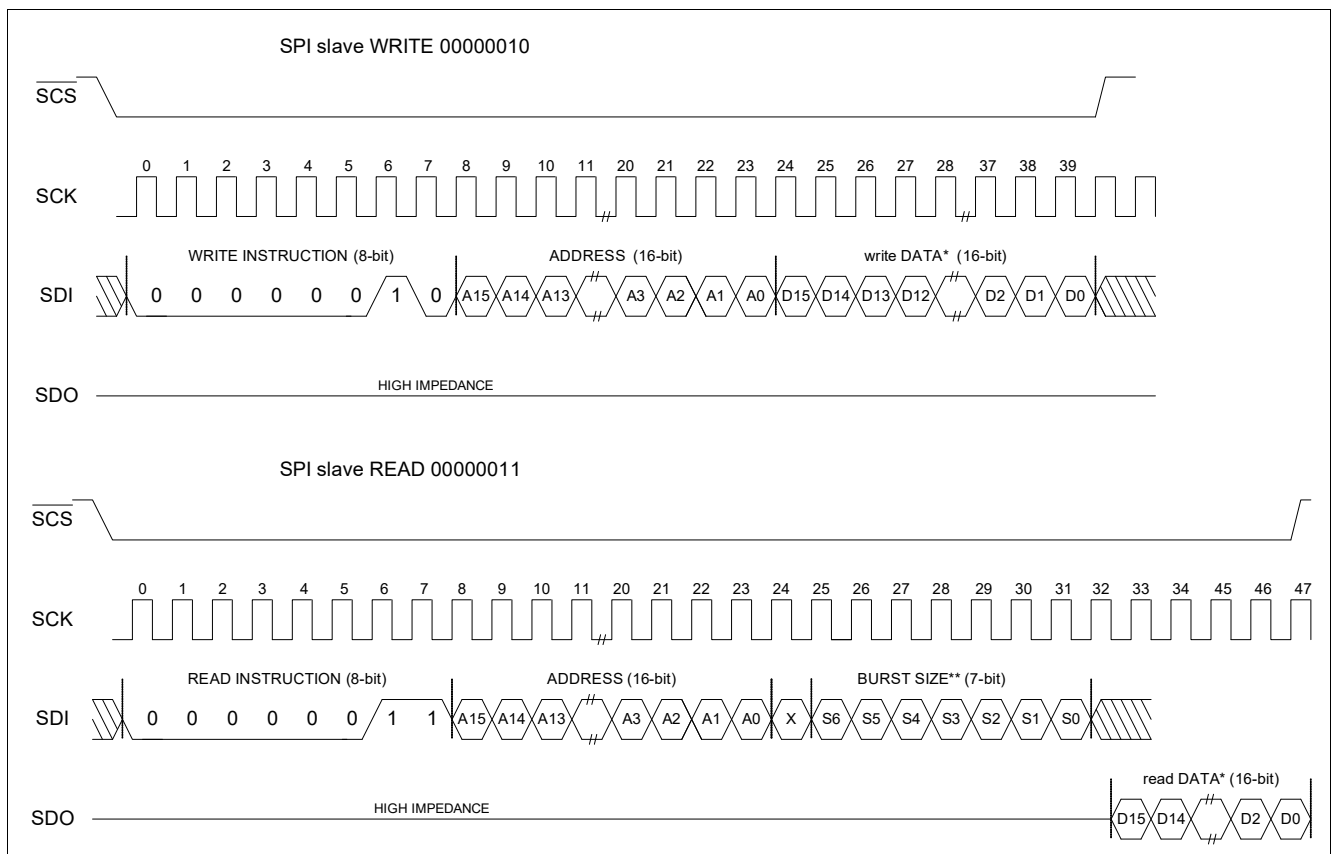 SPI slave WRITE 00000010
SCS
0 1 2 3 4 5 6 7 8 9 10 11 20 21 22 23 24 25 26 27 28 37 38 39
SCK
WRITE INSTRUCTION (8-bit) ADDRESS (16-bit) write DATA* (16-bit)
SDI 0 0 0 0 0 0 1 0 A15 A14 A13 A3 A2 A1 A0 D15 D14 D13 D12 D2 D1 D0
HIGH IMPEDANCE
SDO
SPI slave READ 00000011
SCS
0 1 2 3 4 5 6 7 8 9 10 11 20 21 22 23 24 25 26 27 28 29 30 31 32 33 34 45 46 47
SCK
READ INSTRUCTION (8-bit) ADDRESS (16-bit) BURST SIZE** (7-bit)
SDI 0 0 0 0 0 0 1 1 A15 A14 A13 A3 A2 A1 A0 X S6 S5 S4 S3 S2 S1 S0
read DATA* (16-bit)
HIGH IMPEDANCE
SDO D15 D14 D2 D0